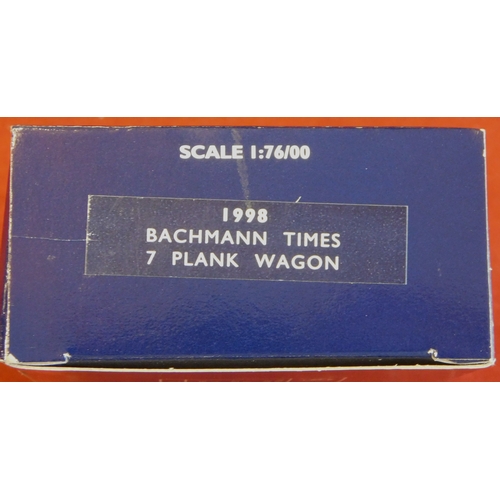 SCALE 1:76/00
1998
BACHMANN TIMES
7 PLANK WAGON